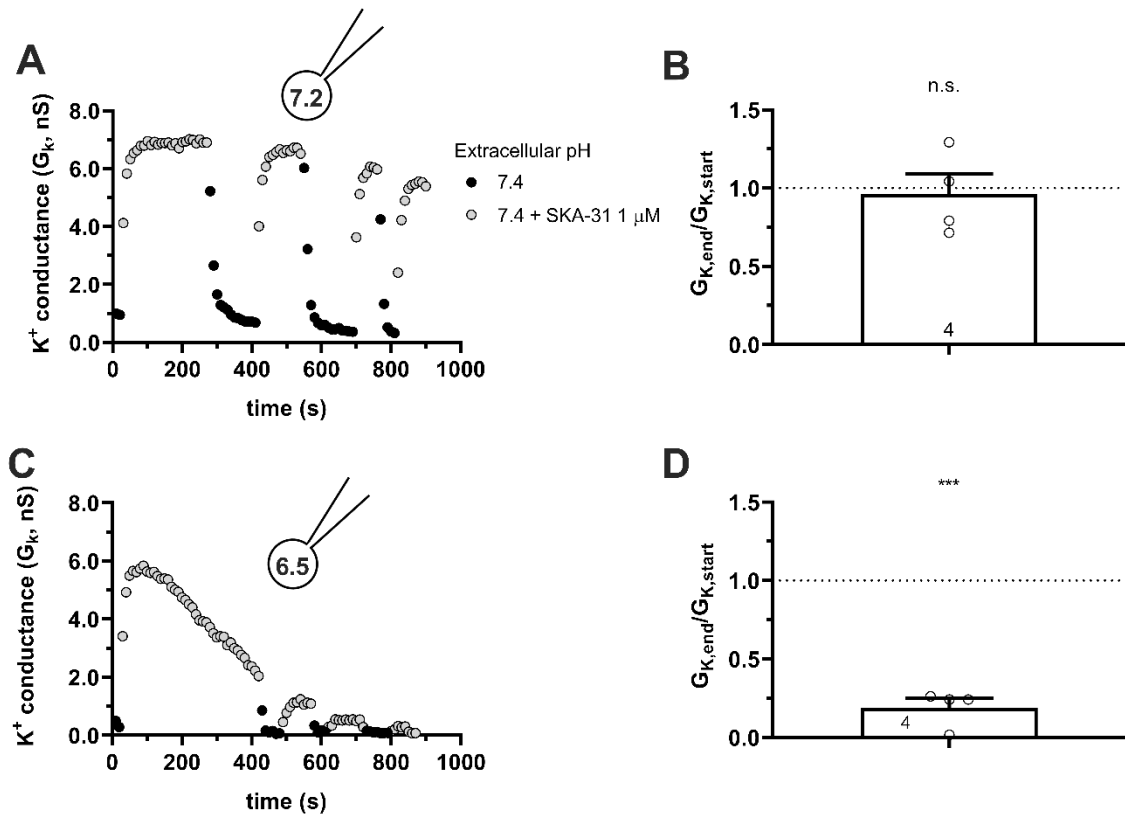 A
7.2
8.0
6.0
4.0
2.0
0.0
K+ conductance (Gk, nS)
0 200 400 600 800 1000
time (s)
Extracellular pH
7.4
7.4 + SKA-31 1 μM
B
n.s.
1.5
1.0
0.5
0.0
GK,end/GK,start
4
C
6.5
8.0
6.0
4.0
2.0
0.0
K+ conductance (Gk, nS)
0 200 400 600 800 1000
time (s)
D
***
1.5
1.0
0.5
0.0
GK,end/GK,start
4